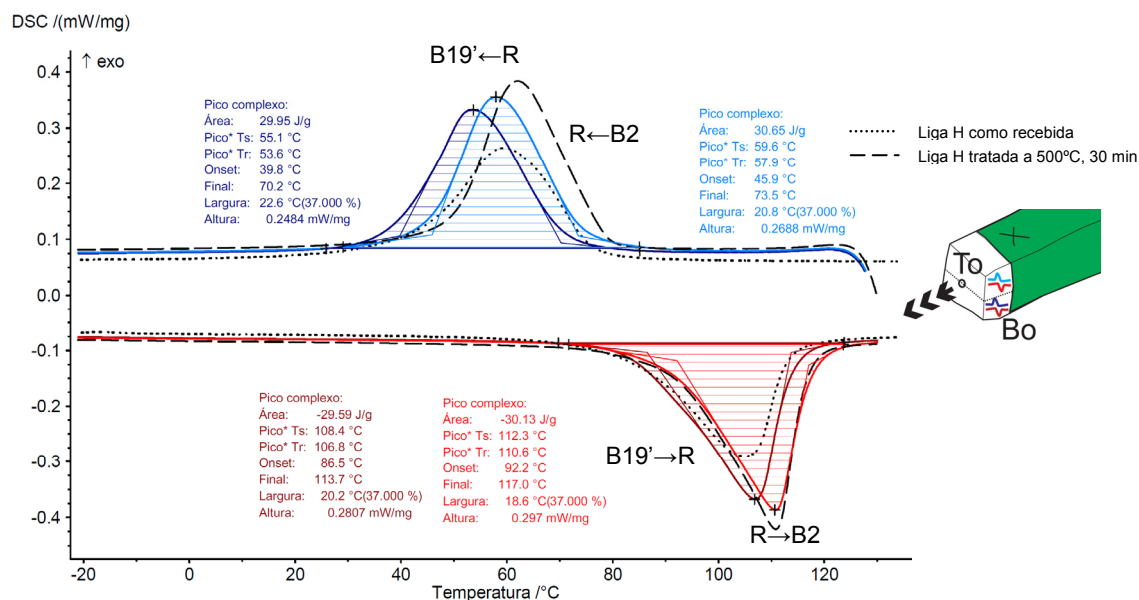 DSC /(mW/mg)
↑ exo
0.4
0.3
0.2
0.1
0.0
-0.1
-0.2
-0.3
-0.4
B19’←R
R←B2
Pico complexo:
Área: 29.95 J/g
Pico* Ts: 55.1 °C
Pico* Tr: 53.6 °C
Onset: 39.8 °C
Final: 70.2 °C
Largura: 22.6 °C(37.000 %)
Altura: 0.2484 mW/mg
Pico complexo:
Área: 30.65 J/g
Pico* Ts: 59.6 °C
Pico* Tr: 57.9 °C
Onset: 45.9 °C
Final: 73.5 °C
Largura: 20.8 °C(37.000 %)
Altura: 0.2688 mW/mg
Liga H como recebida
Liga H tratada a 500ºC, 30 min
To
Bo
Pico complexo:
Área: -29.59 J/g
Pico* Ts: 108.4 °C
Pico* Tr: 106.8 °C
Onset: 86.5 °C
Final: 113.7 °C
Largura: 20.2 °C(37.000 %)
Altura: 0.2807 mW/mg
Pico complexo:
Área: -30.13 J/g
Pico* Ts: 112.3 °C
Pico* Tr: 110.6 °C
Onset: 92.2 °C
Final: 117.0 °C
Largura: 18.6 °C(37.000 %)
Altura: 0.297 mW/mg
B19’→R
R→B2
-20 0 20 40 60 80 100 120
Temperatura /°C